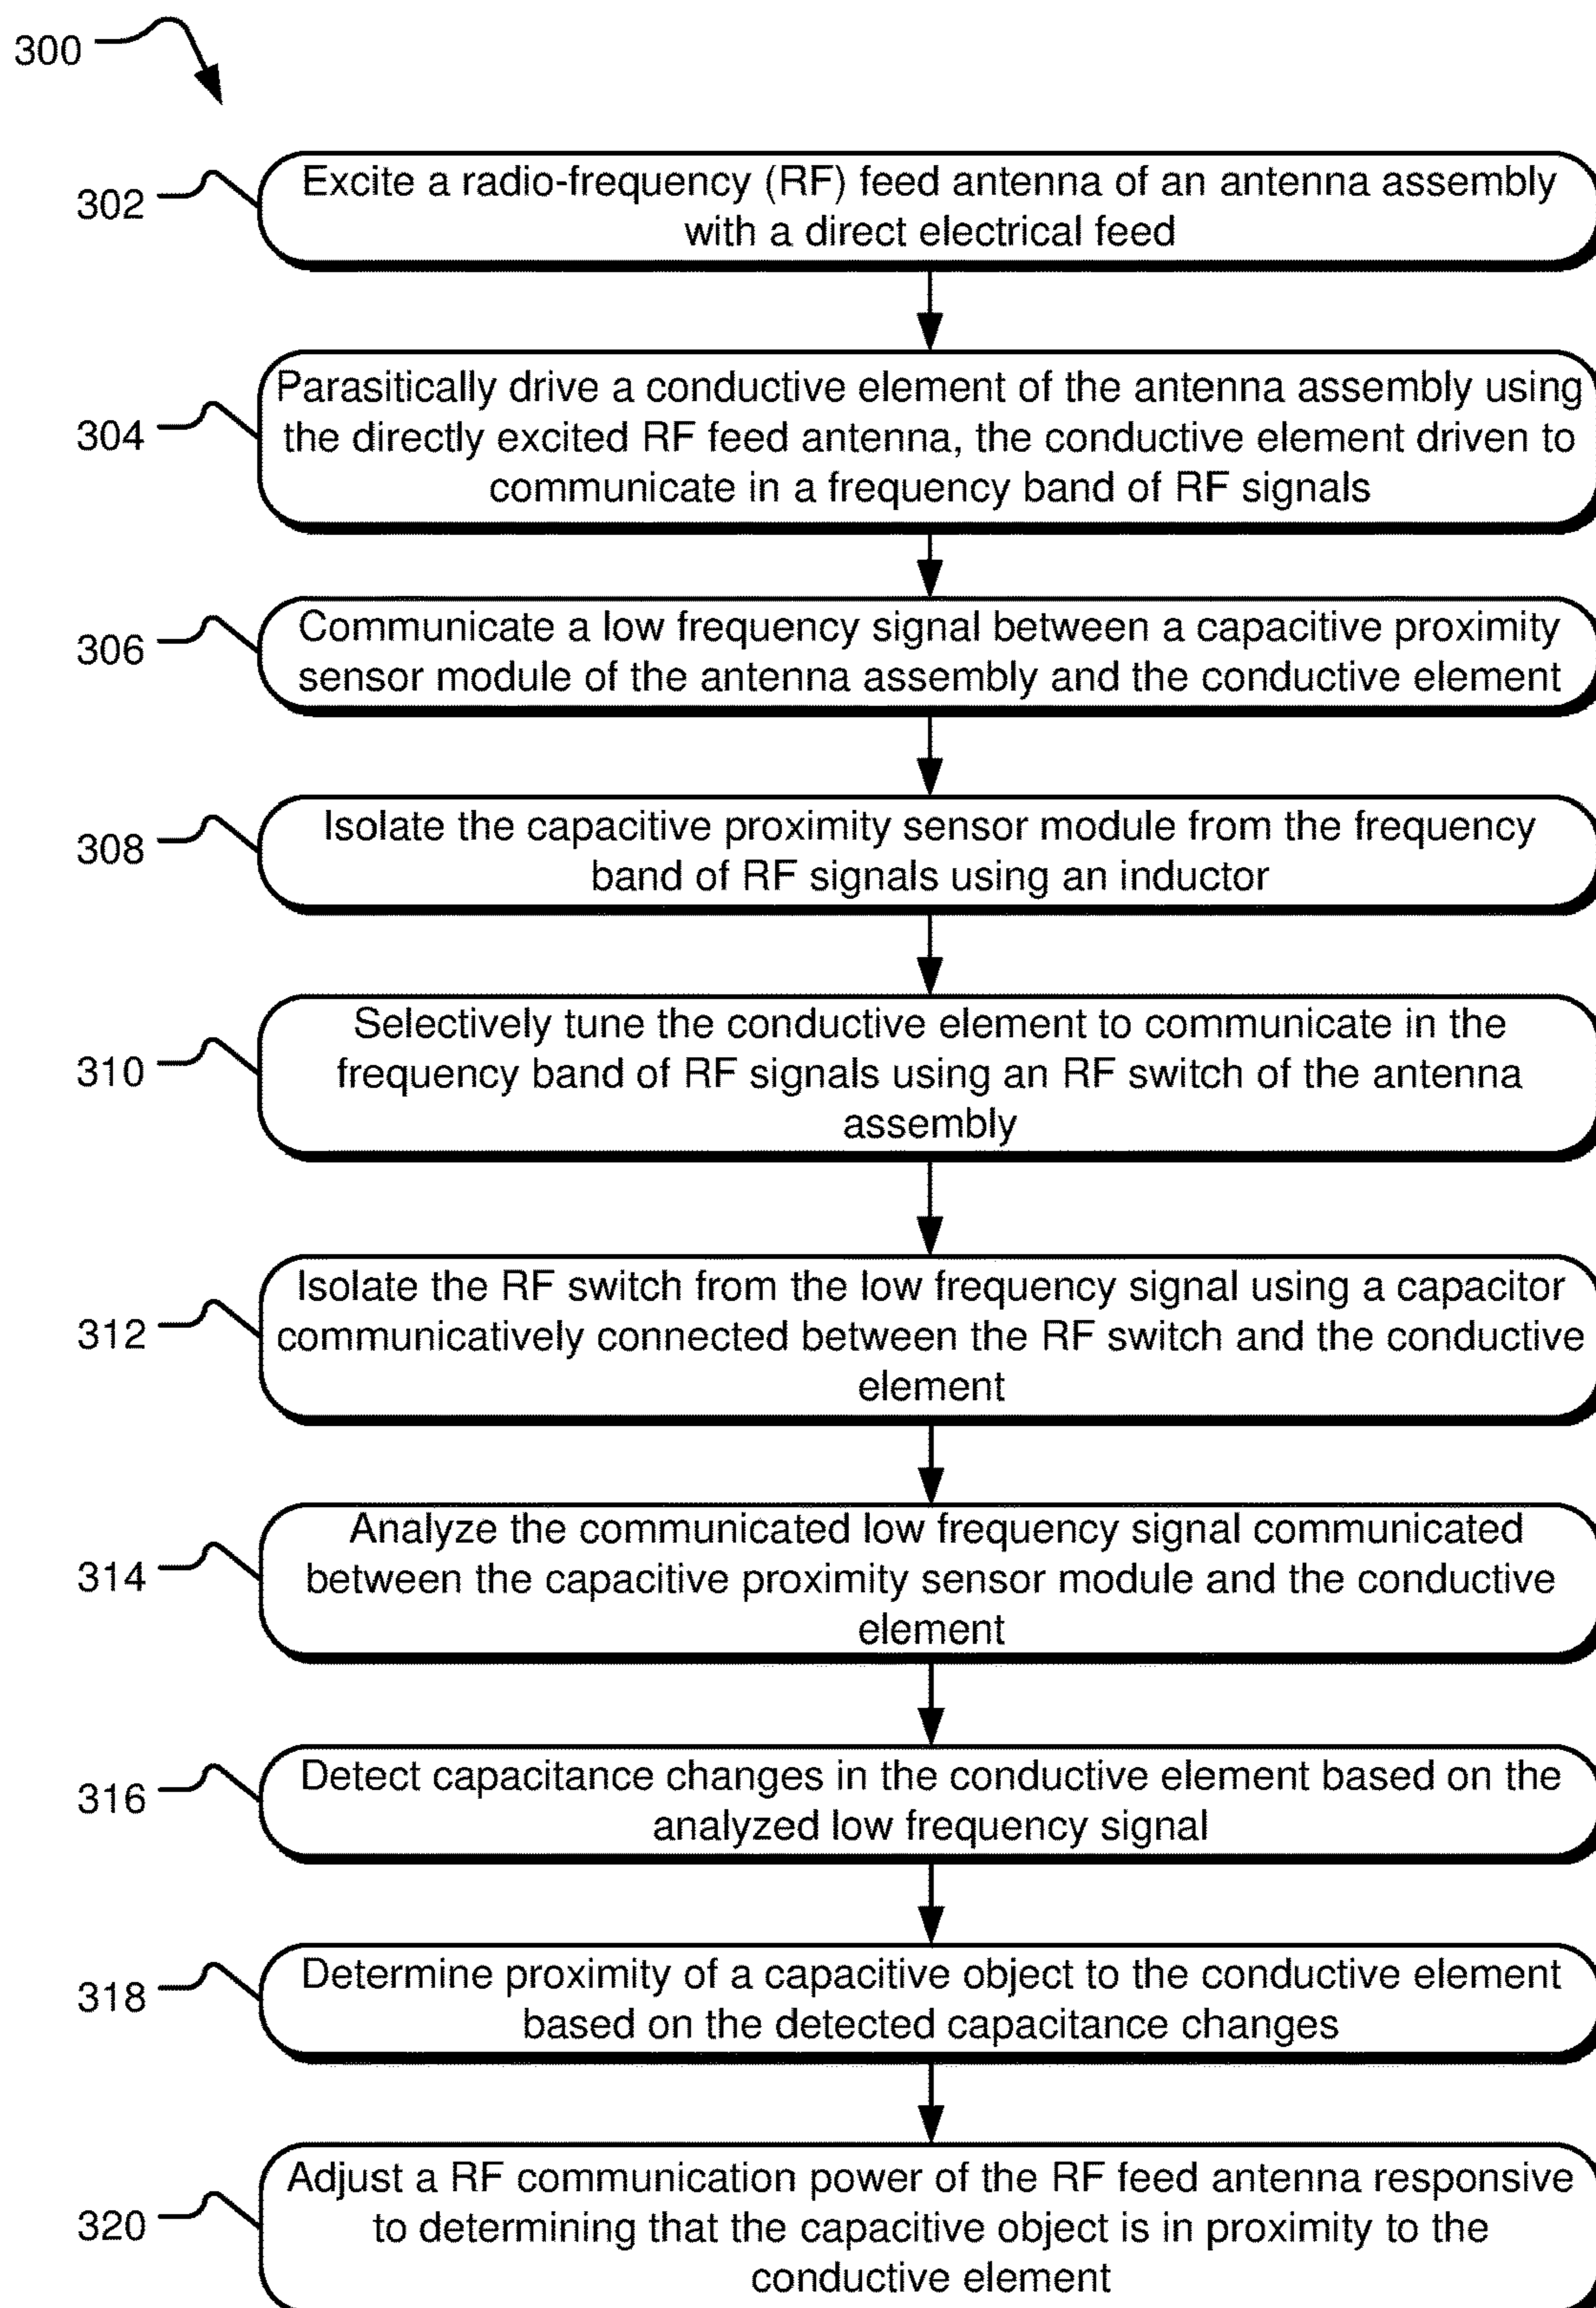 300
302
Excite a radio-frequency (RF) feed antenna of an antenna assembly
with a direct electrical feed
304
Parasitically drive a conductive element of the antenna assembly using
the directly excited RF feed antenna, the conductive element driven to
communicate in a frequency band of RF signals
306
Communicate a low frequency signal between a capacitive proximity
sensor module of the antenna assembly and the conductive element
308
Isolate the capacitive proximity sensor module from the frequency
band of RF signals using an inductor
310
Selectively tune the conductive element to communicate in the
frequency band of RF signals using an RF switch of the antenna
assembly
312
Isolate the RF switch from the low frequency signal using a capacitor
communicatively connected between the RF switch and the conductive
element
314
Analyze the communicated low frequency signal communicated
between the capacitive proximity sensor module and the conductive
element
316
Detect capacitance changes in the conductive element based on the
analyzed low frequency signal
318
Determine proximity of a capacitive object to the conductive element
based on the detected capacitance changes
320
Adjust a RF communication power of the RF feed antenna responsive
to determining that the capacitive object is in proximity to the
conductive element